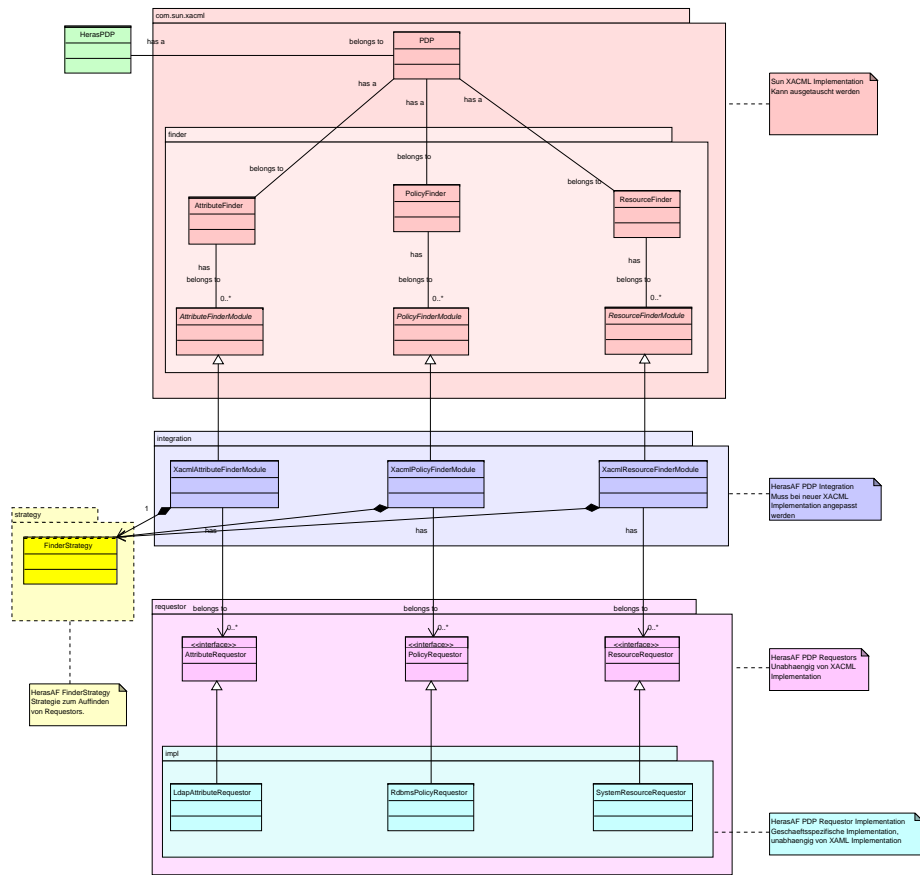 com.sun.xacml
HerasPDP
has a
belongs to
PDP
has a
has a
has a
Sun XACML Implementation
Kann ausgetauscht werden
finder
belongs to
belongs to
belongs to
AttributeFinder
PolicyFinder
ResourceFinder
has
has
has
belongs to
belongs to
belongs to
0..*
0..*
0..*
AttributeFinderModule
PolicyFinderModule
ResourceFinderModule
integration
XacmlAttributeFinderModule
XacmlPolicyFinderModule
XacmlResourceFinderModule
HerasAF PDP Integration
Muss bei neuer XACML
Implementation angepasst
werden
1
strategy
FinderStrategy
has
has
has
requestor
belongs to
belongs to
belongs to
0..*
0..*
0..*
<<interface>>
AttributeRequestor
<<interface>>
PolicyRequestor
<<interface>>
ResourceRequestor
HerasAF PDP Requestors
Unabhaengig von XACML
Implementation
HerasAF FinderStrategy
Strategie zum Auffinden
von Requestors.
impl
LdapAttributeRequestor
RdbmsPolicyRequestor
SystemResourceRequestor
HerasAF PDP Requestor Implementation
Geschaeftsspezifische Implementation,
unabhaengig von XAML Implementation